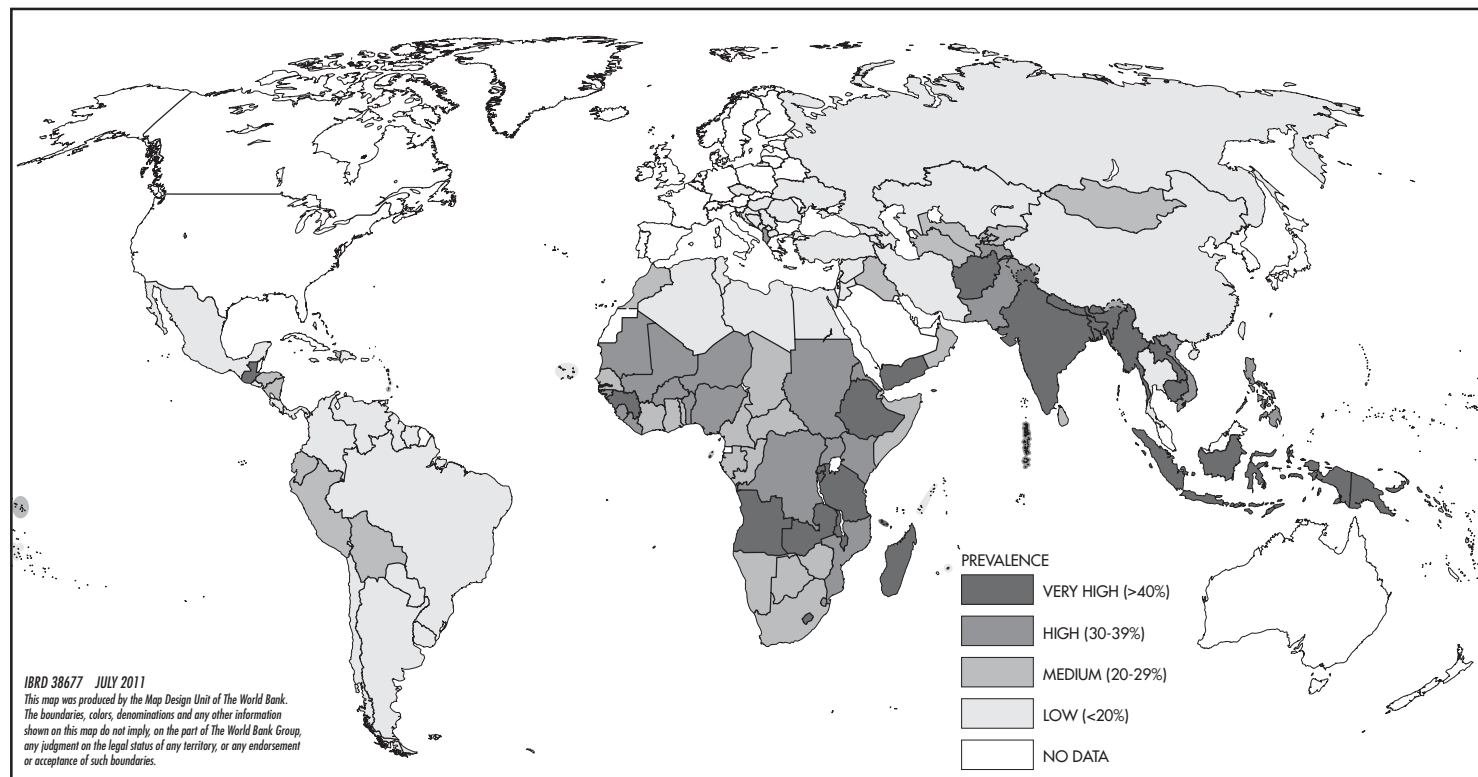 PREVALENCE
VERY HIGH (>40%)
HIGH (30-39%)
MEDIUM (20-29%)
LOW (<20%)
NO DATA
IBRD 38677 JULY 2011
This map was produced by the Map Design Unit of The World Bank.
The boundaries, colors, denominations and any other information
shown on this map do not imply, on the part of The World Bank Group,
any judgment on the legal status of any territory, or any endorsement
or acceptance of such boundaries.